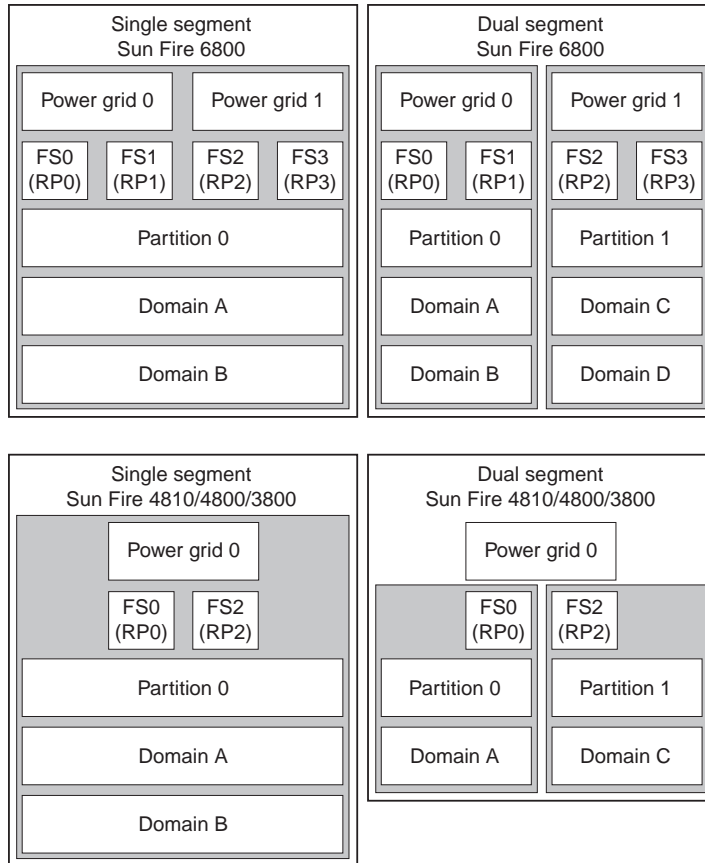 Single segment
Sun Fire 6800
Power grid 0
Power grid 1
FS0
(RP0)
FS1
(RP1)
FS2
(RP2)
FS3
(RP3)
Partition 0
Domain A
Domain B
Dual segment
Sun Fire 6800
Power grid 0
FS0
(RP0)
FS1
(RP1)
Partition 0
Domain A
Domain B
Power grid 1
FS2
(RP2)
FS3
(RP3)
Partition 1
Domain C
Domain D
Single segment
Sun Fire 4810/4800/3800
Power grid 0
FS0
(RP0)
FS2
(RP2)
Partition 0
Domain A
Domain B
Dual segment
Sun Fire 4810/4800/3800
Power grid 0
FS0
(RP0)
Partition 0
Domain A
FS2
(RP2)
Partition 1
Domain C